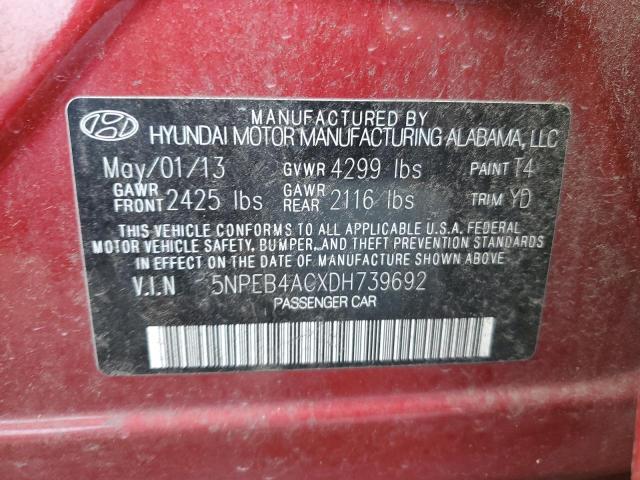 MANUFACTURED BY
HYUNDAI MOTOR MANUFACTURING ALABAMA, LLC
May/01/13 GVWR 4299 lbs PAINT T4
GAWR FRONT 2425 lbs GAWR REAR 2116 lbs TRIM YD
THIS VEHICLE CONFORMS TO ALL APPLICABLE U.S.A. FEDERAL
MOTOR VEHICLE SAFETY, BUMPER, AND THEFT PREVENTION STANDARDS
IN EFFECT ON THE DATE OF MANUFACTURE SHOWN ABOVE.
V.I.N 5NPEB4ACXDH739692
PASSENGER CAR